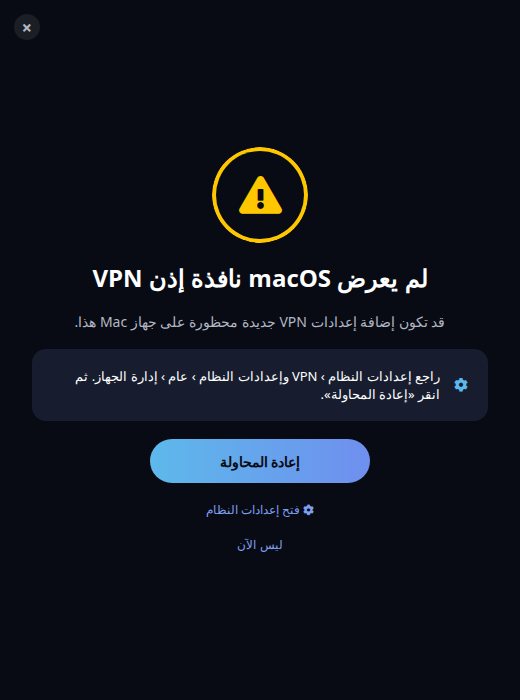 لم يعرض macOS نافذة إذن VPN
قد تكون إضافة إعدادات VPN جديدة محظورة على جهاز Mac هذا.
راجع إعدادات النظام › VPN وإعدادات النظام › عام › إدارة الجهاز. ثم
انقر «إعادة المحاولة».
إعادة المحاولة
فتح إعدادات النظام
ليس الآن